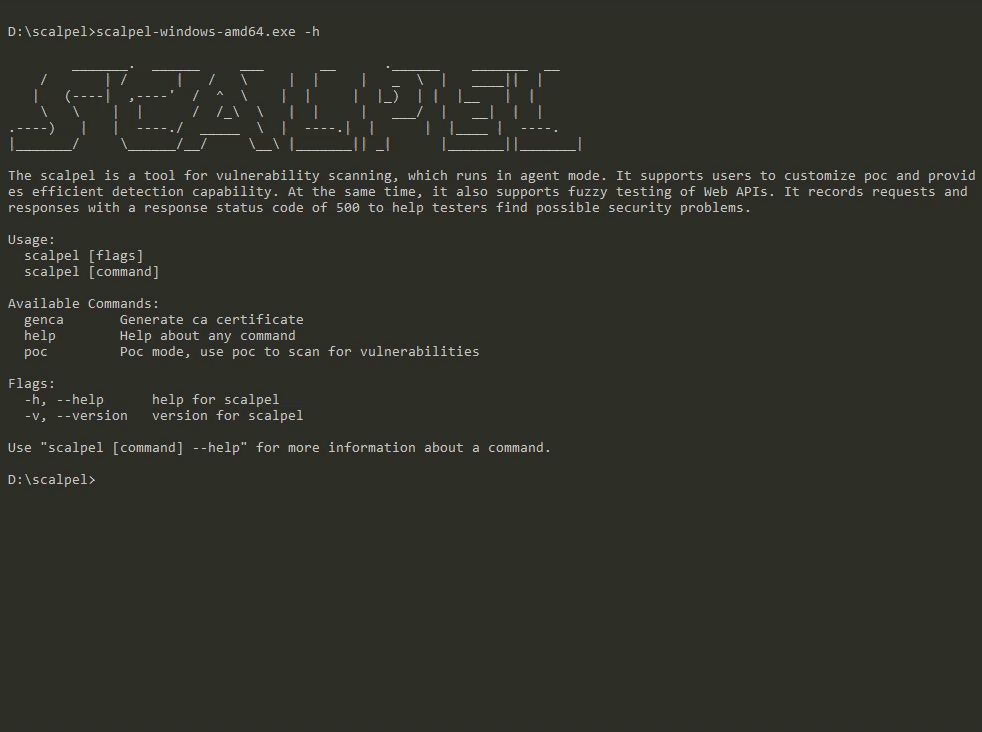 D:\scalpel>scalpel-windows-amd64.exe -h
SCALPEL
The scalpel is a tool for vulnerability scanning, which runs in agent mode. It supports users to customize poc and provid
es efficient detection capability. At the same time, it also supports fuzzy testing of Web APIs. It records requests and
responses with a response status code of 500 to help testers find possible security problems.
Usage:
  scalpel [flags]
  scalpel [command]
Available Commands:
  genca       Generate ca certificate
  help        Help about any command
  poc         Poc mode, use poc to scan for vulnerabilities
Flags:
  -h, --help      help for scalpel
  -v, --version   version for scalpel
Use "scalpel [command] --help" for more information about a command.
D:\scalpel>